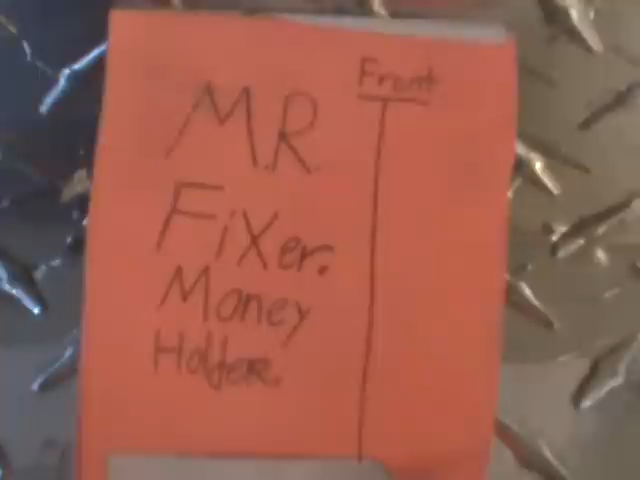 Front
MR
FiXer.
Money
Holder.